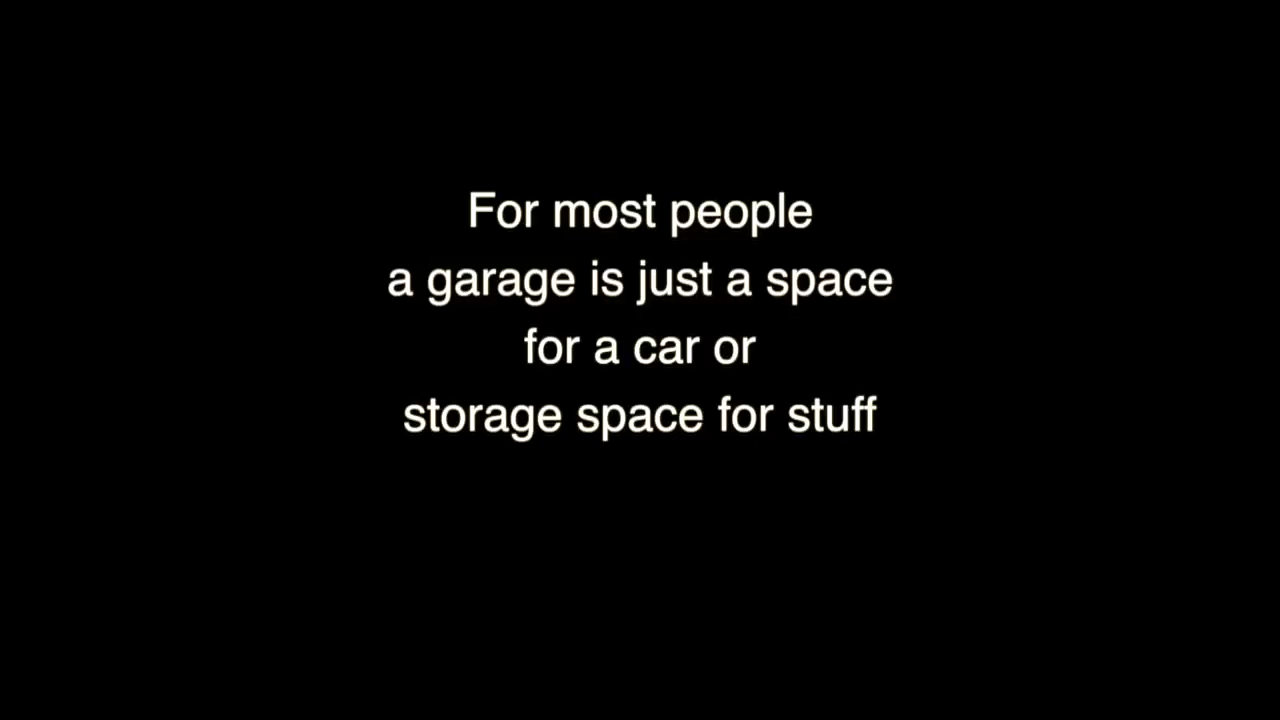 For most people
a garage is just a space
for a car or
storage space for stuff